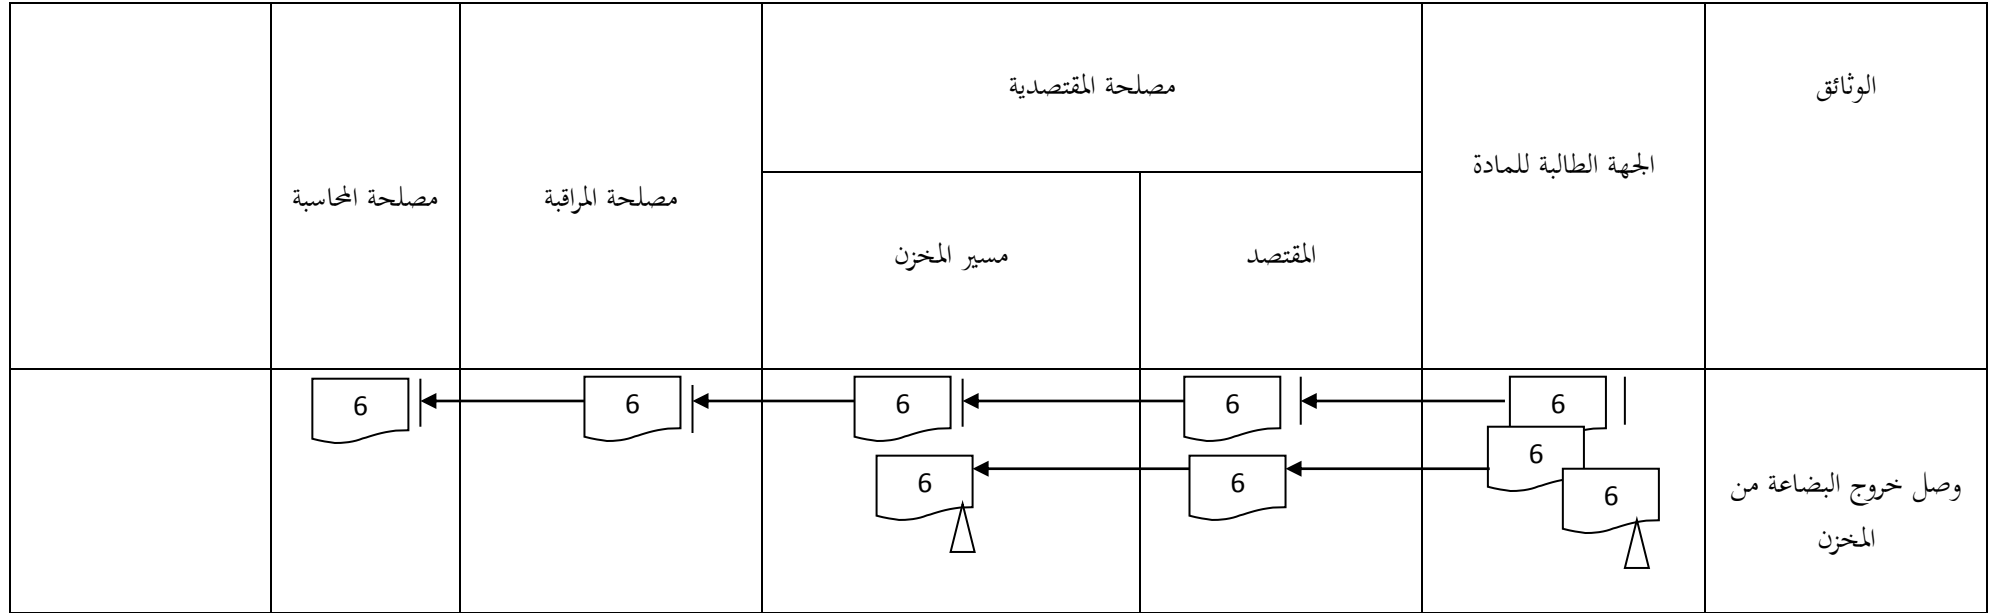 الوثائق
الجهة الطالبة للمادة
مصلحة المقتصدية
المقتصد
مسير المخزن
مصلحة المراقبة
مصلحة المحاسبة
وصل خروج البضاعة من
المخزن
6
6
6
6
6
6
6
6
6